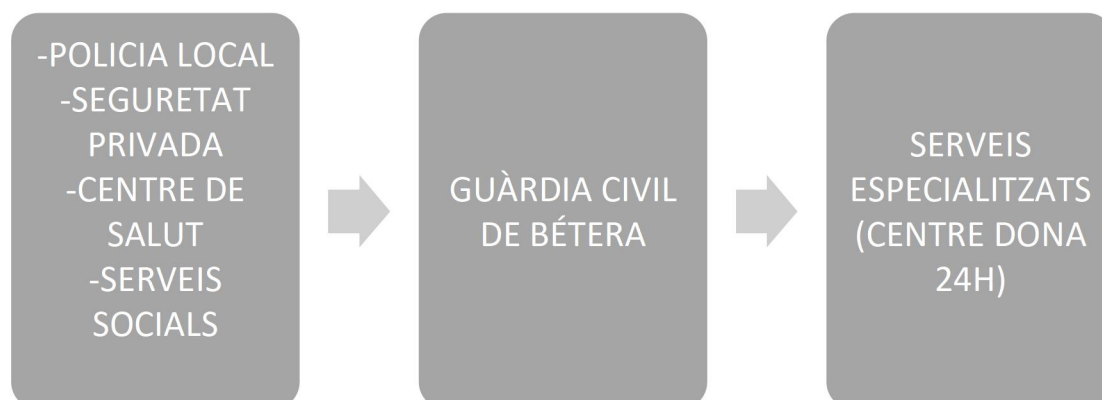 -POLICIA LOCAL
-SEGURETAT
PRIVADA
-CENTRE DE
SALUT
-SERVEIS
SOCIALS
GUÀRDIA CIVIL
DE BÉTERA
SERVEIS
ESPECIALITZATS
(CENTRE DONA
24H)